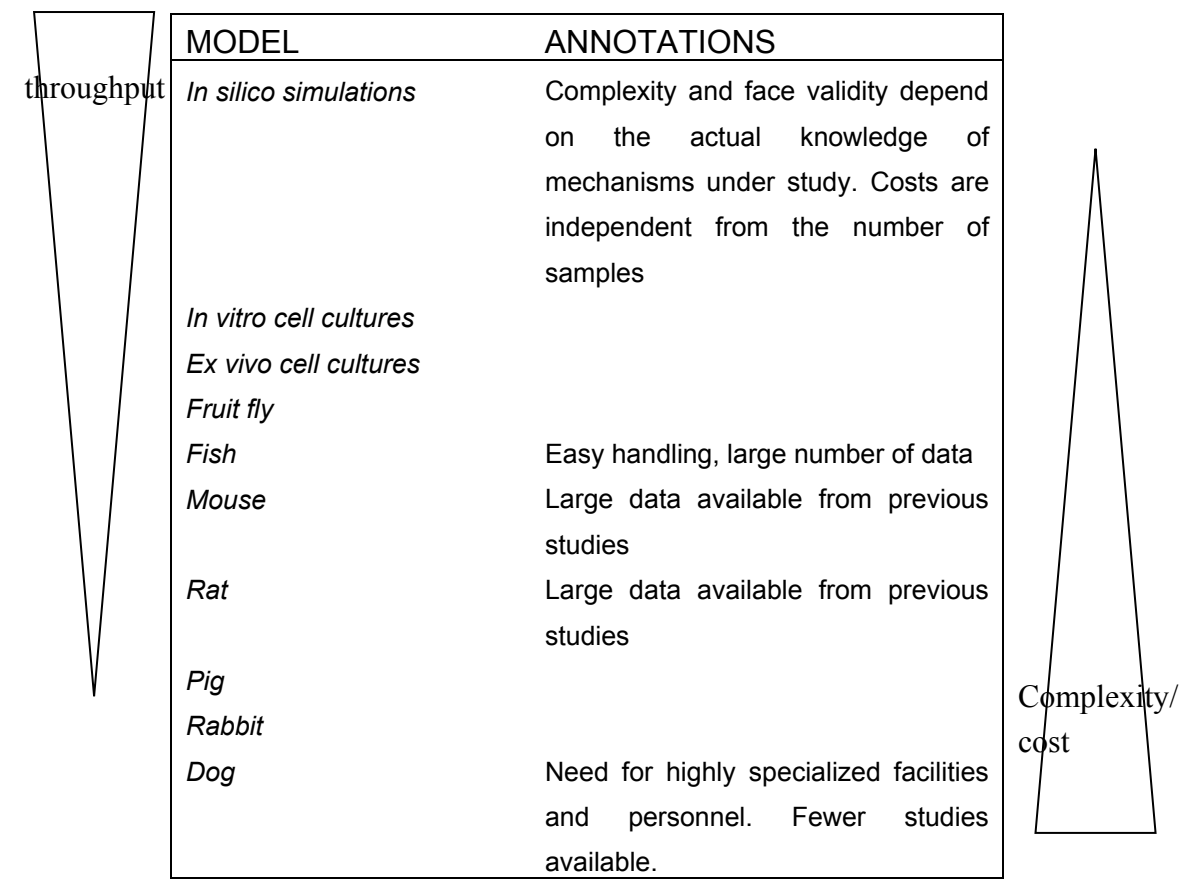 MODEL ANNOTATIONS
throughput
In silico simulations Complexity and face validity depend
on the actual knowledge of
mechanisms under study. Costs are
independent from the number of
samples
In vitro cell cultures
Ex vivo cell cultures
Fruit fly
Fish Easy handling, large number of data
Mouse Large data available from previous
studies
Rat Large data available from previous
studies
Pig
Rabbit
Dog Need for highly specialized facilities
and personnel. Fewer studies
available.
Complexity/
cost